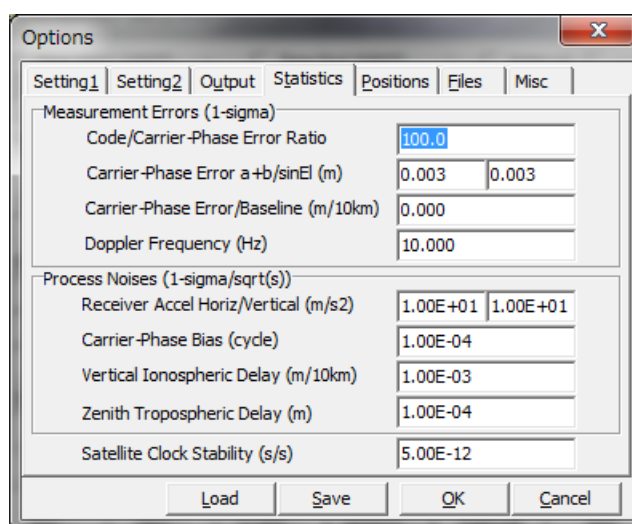 Options
Setting1 Setting2 Output Statistics Positions Files Misc
Measurement Errors (1-sigma)
Code/Carrier-Phase Error Ratio 100.0
Carrier-Phase Error a+b/sinEl (m) 0.003 0.003
Carrier-Phase Error/Baseline (m/10km) 0.000
Doppler Frequency (Hz) 10.000
Process Noises (1-sigma/sqrt(s))
Receiver Accel Horiz/Vertical (m/s2) 1.00E+01 1.00E+01
Carrier-Phase Bias (cycle) 1.00E-04
Vertical Ionospheric Delay (m/10km) 1.00E-03
Zenith Tropospheric Delay (m) 1.00E-04
Satellite Clock Stability (s/s) 5.00E-12
Load Save OK Cancel